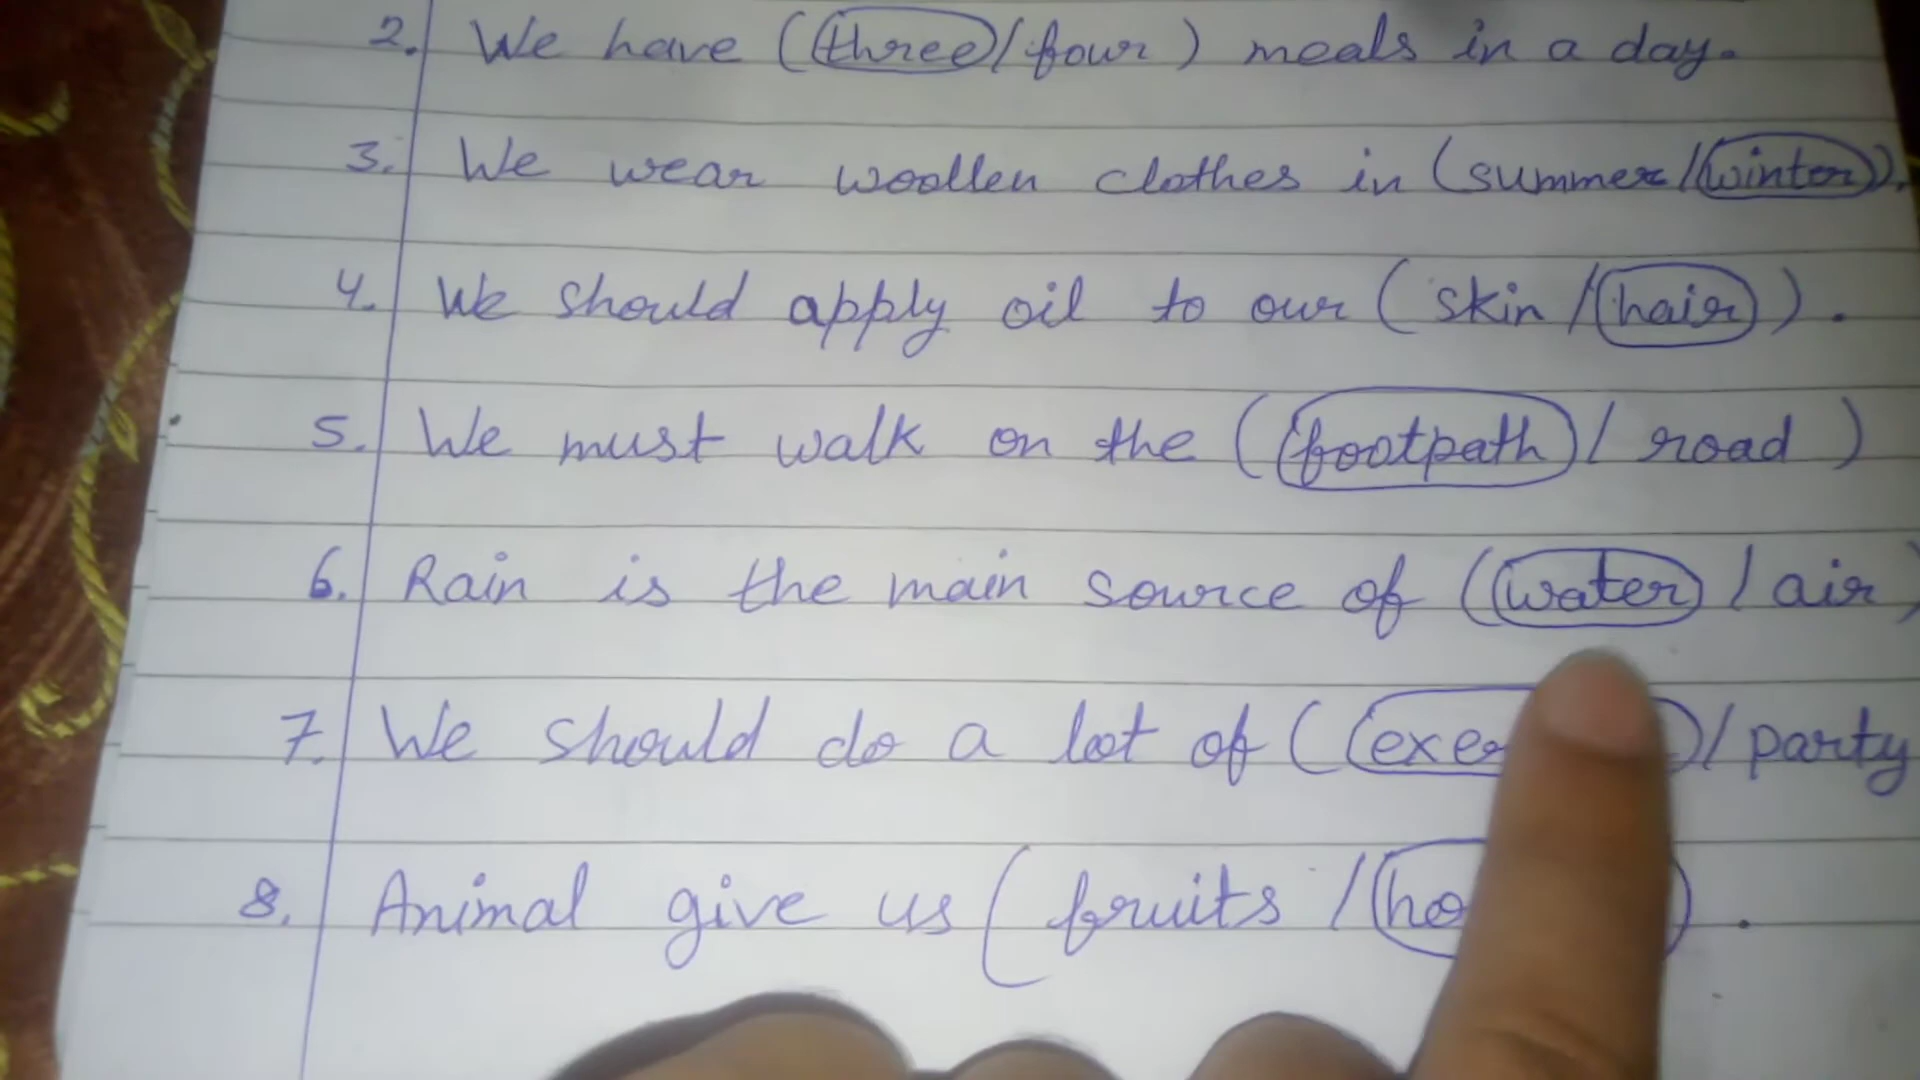 2. We have (three/four) meals in a day.
3. We wear woollen clothes in (summer/winter).
4. We should apply oil to our (skin/hair).
5. We must walk on the (footpath/road)
6. Rain is the main source of (water/air)
7. We should do a lot of ( /party
8. Animal give us (fruits/ ).